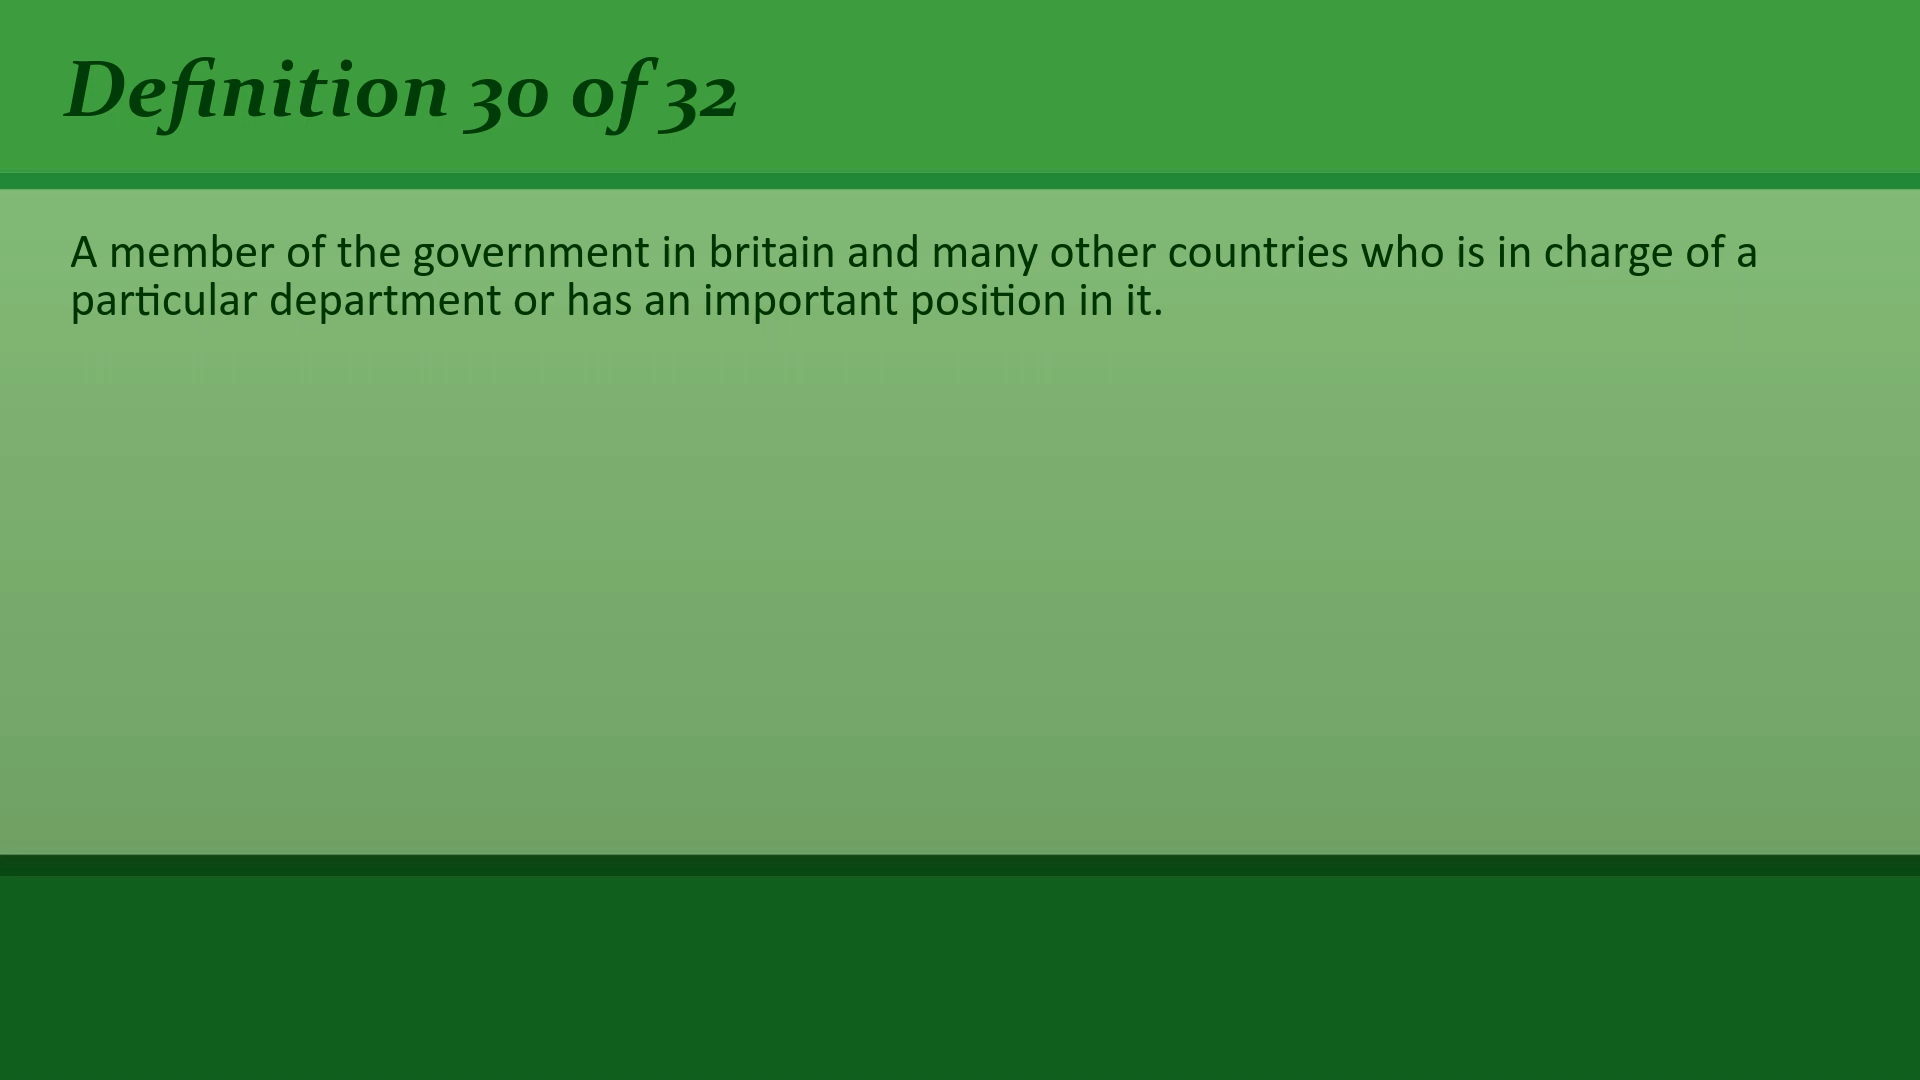 Definition 30 of 32
A member of the government in britain and many other countries who is in charge of a
particular department or has an important position in it.